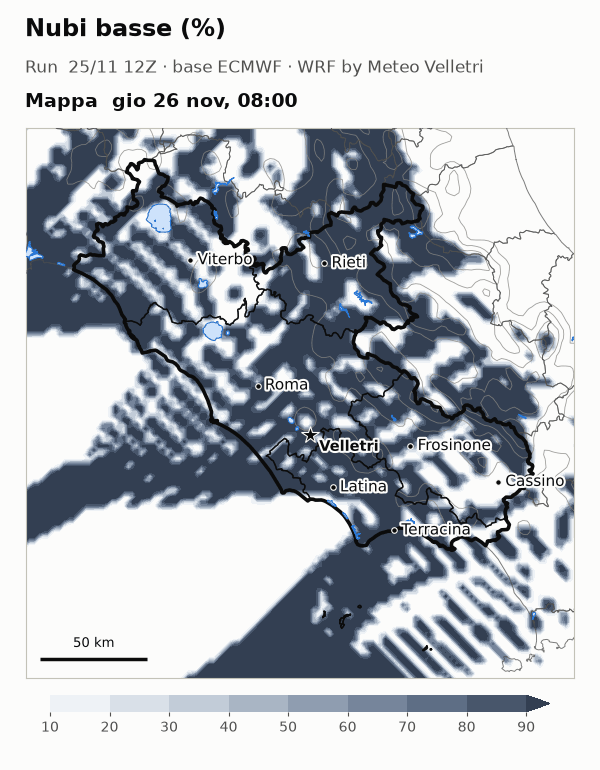 Nubi basse (%)
Run  25/11 12Z · base ECMWF · WRF by Meteo Velletri
Mappa  gio 26 nov, 08:00
Viterbo
Rieti
Roma
Velletri
Frosinone
Cassino
Latina
Terracina
50 km
10 20 30 40 50 60 70 80 90